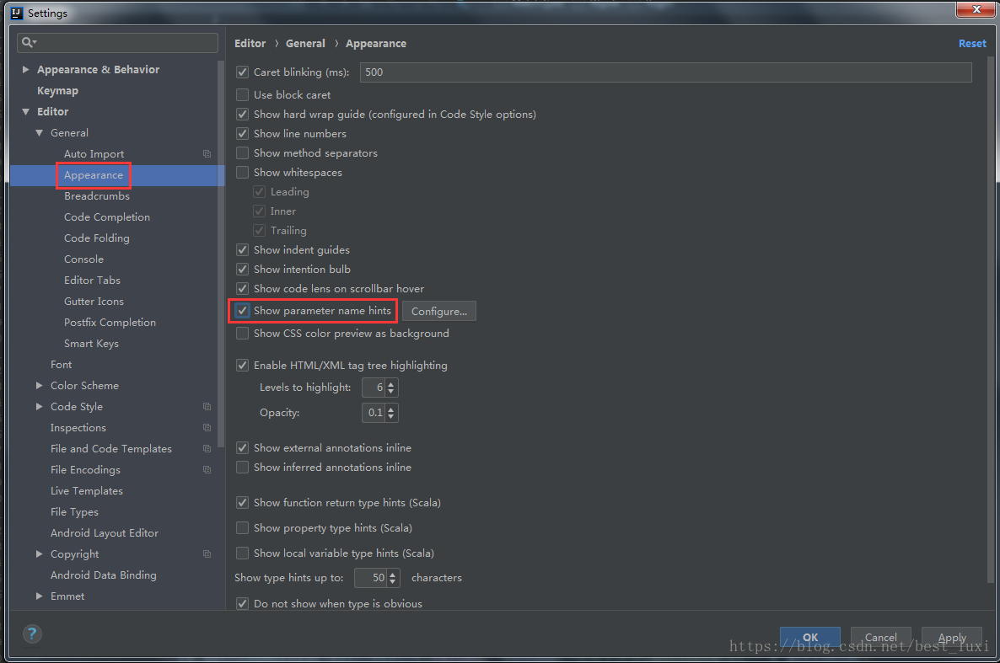 Settings
Editor › General › Appearance
Reset
Appearance & Behavior
Keymap
Editor
General
Auto Import
Appearance
Breadcrumbs
Code Completion
Code Folding
Console
Editor Tabs
Gutter Icons
Postfix Completion
Smart Keys
Font
Color Scheme
Code Style
Inspections
File and Code Templates
File Encodings
Live Templates
File Types
Android Layout Editor
Copyright
Android Data Binding
Emmet
Caret blinking (ms): 500
Use block caret
Show hard wrap guide (configured in Code Style options)
Show line numbers
Show method separators
Show whitespaces
Leading
Inner
Trailing
Show indent guides
Show intention bulb
Show code lens on scrollbar hover
Show parameter name hints Configure...
Show CSS color preview as background
Enable HTML/XML tag tree highlighting
Levels to highlight: 6
Opacity: 0.1
Show external annotations inline
Show inferred annotations inline
Show function return type hints (Scala)
Show property type hints (Scala)
Show local variable type hints (Scala)
Show type hints up to: 50 characters
Do not show when type is obvious
?
OK Cancel Apply
https://blog.csdn.net/best_luxi